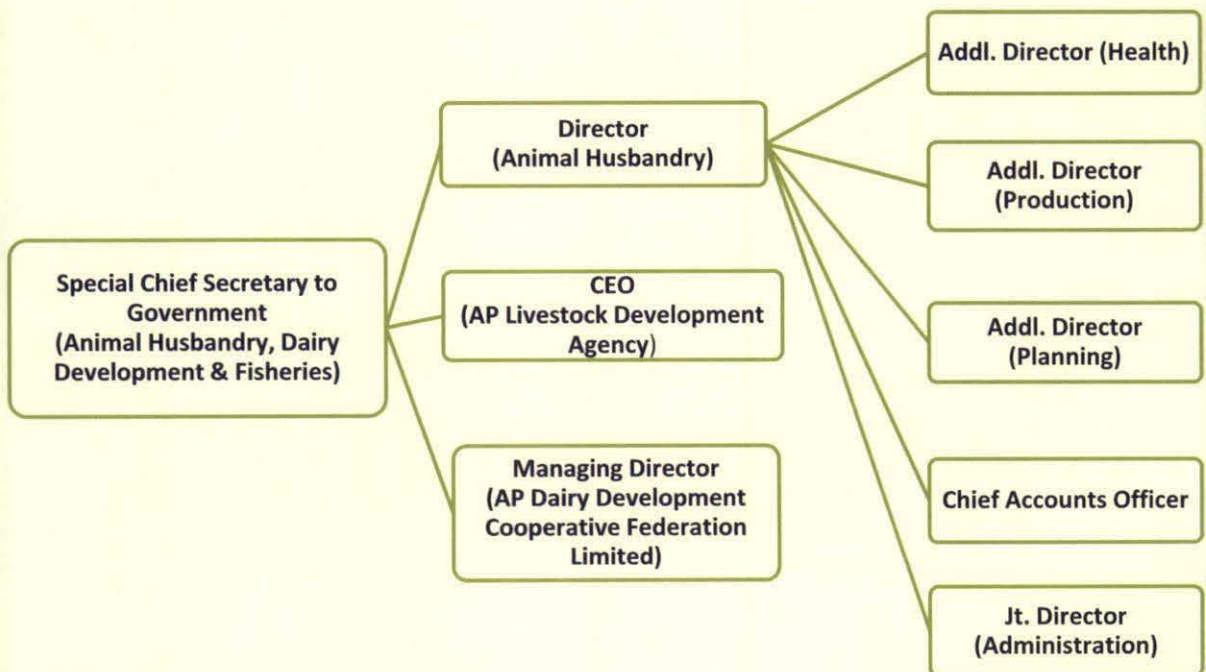 Special Chief Secretary to
Government
(Animal Husbandry, Dairy
Development & Fisheries)
Director
(Animal Husbandry)
CEO
(AP Livestock Development
Agency)
Managing Director
(AP Dairy Development
Cooperative Federation
Limited)
Addl. Director (Health)
Addl. Director
(Production)
Addl. Director
(Planning)
Chief Accounts Officer
Jt. Director
(Administration)